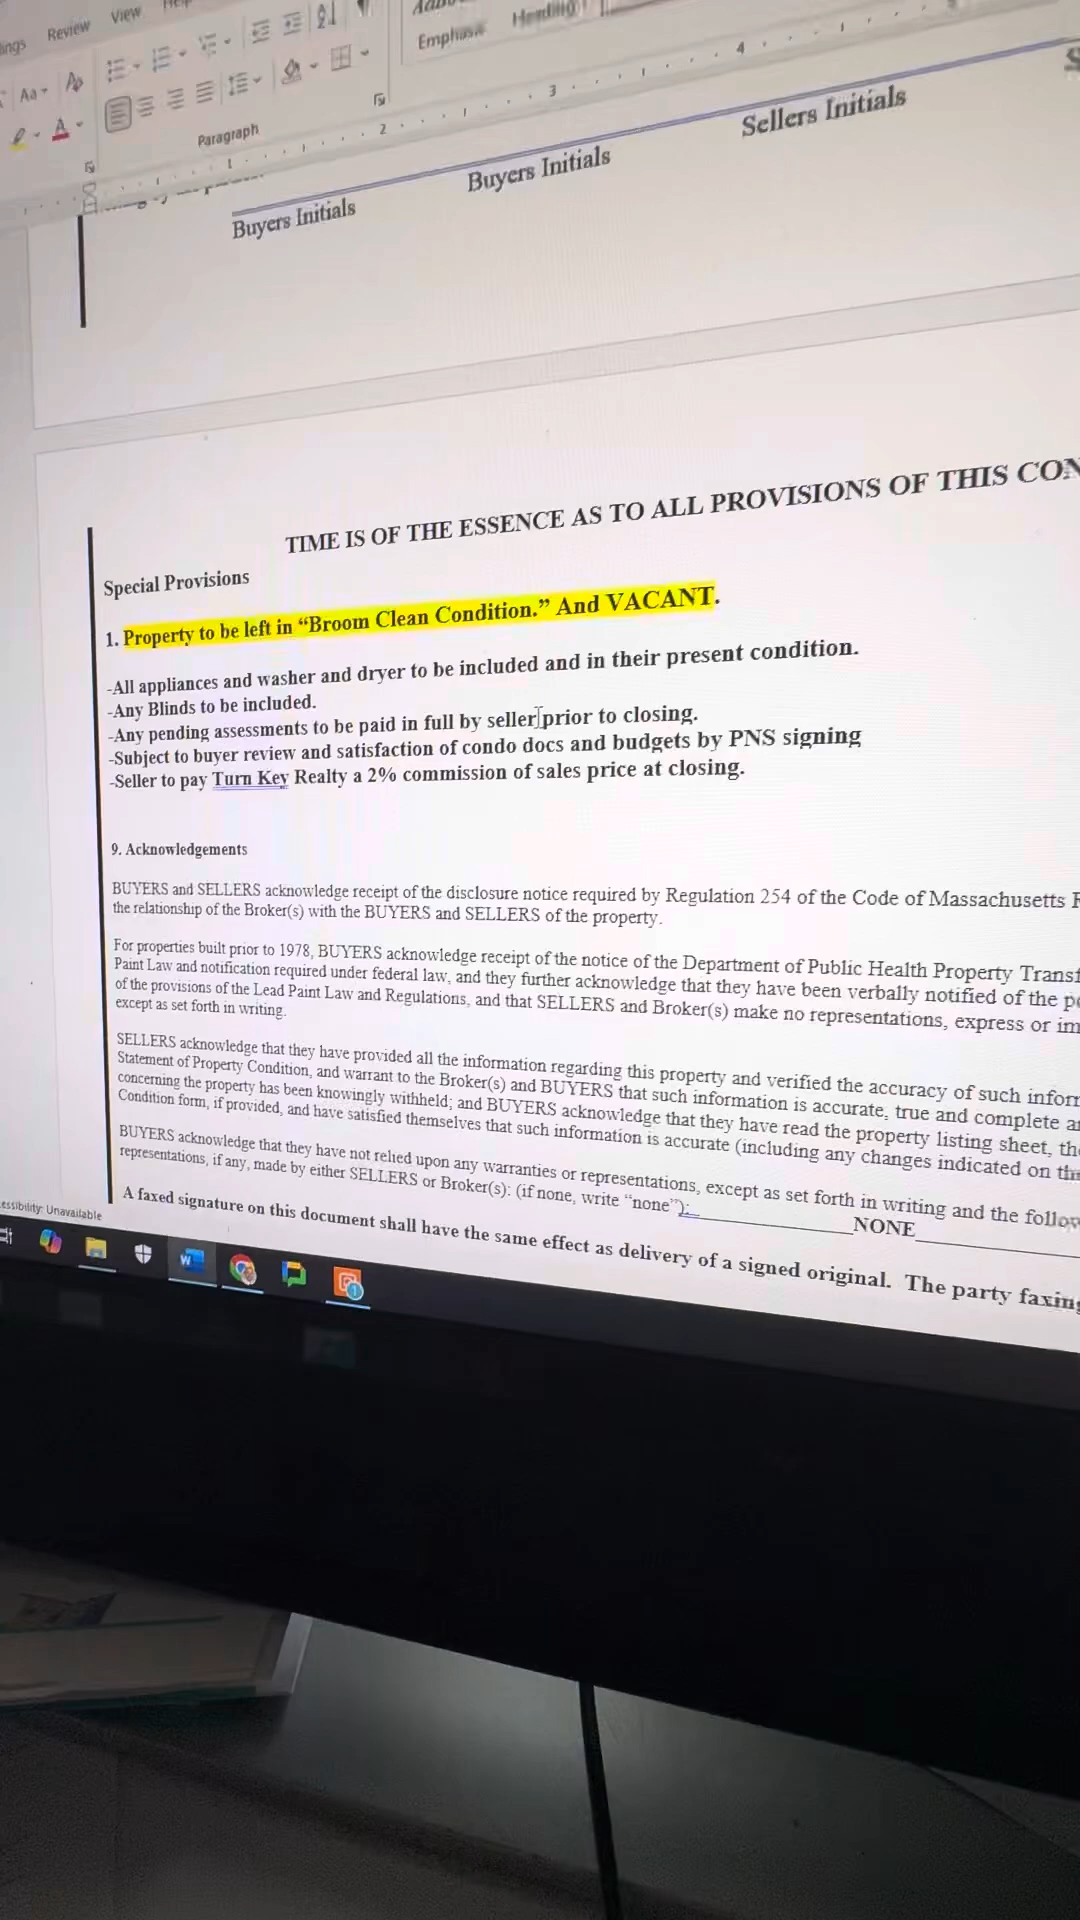 Review View
Aa
Emphasis Heading 1
Paragraph
1 2 3 4
Buyers Initials Buyers Initials Sellers Initials
TIME IS OF THE ESSENCE AS TO ALL PROVISIONS OF THIS CON
Special Provisions
1. Property to be left in “Broom Clean Condition.” And VACANT.
-All appliances and washer and dryer to be included and in their present condition.
-Any Blinds to be included.
-Any pending assessments to be paid in full by seller prior to closing.
-Subject to buyer review and satisfaction of condo docs and budgets by PNS signing
-Seller to pay Turn Key Realty a 2% commission of sales price at closing.
9. Acknowledgements
BUYERS and SELLERS acknowledge receipt of the disclosure notice required by Regulation 254 of the Code of Massachusetts
the relationship of the Broker(s) with the BUYERS and SELLERS of the property.
For properties built prior to 1978, BUYERS acknowledge receipt of the notice of the Department of Public Health Property Transf
Paint Law and notification required under federal law, and they further acknowledge that they have been verbally notified of the
of the provisions of the Lead Paint Law and Regulations, and that SELLERS and Broker(s) make no representations, express or im
except as set forth in writing.
SELLERS acknowledge that they have provided all the information regarding this property and verified the accuracy of such infor
Statement of Property Condition, and warrant to the Broker(s) and BUYERS that such information is accurate, true and complete
concerning the property has been knowingly withheld; and BUYERS acknowledge that they have read the property listing sheet, the
Condition form, if provided, and have satisfied themselves that such information is accurate (including any changes indicated on
BUYERS acknowledge that they have not relied upon any warranties or representations, except as set forth in writing and the follow
representations, if any, made by either SELLERS or Broker(s): (if none, write “none”): NONE
A faxed signature on this document shall have the same effect as delivery of a signed original. The party faxing
essibility: Unavailable